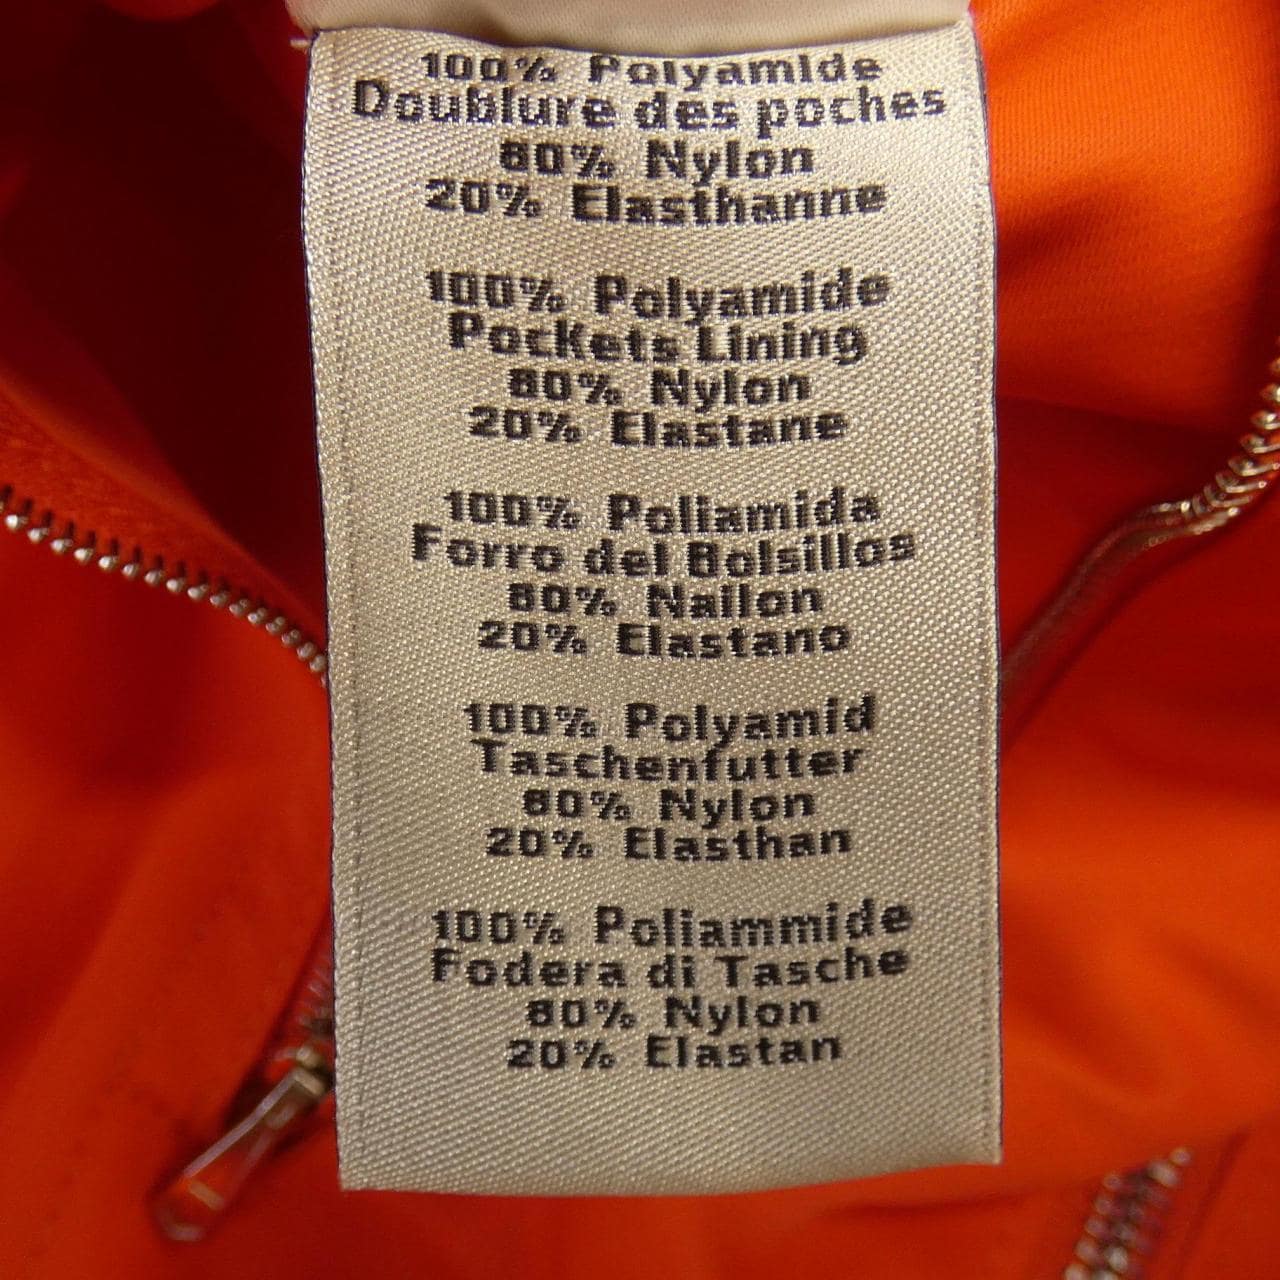 100% Polyamide
Doublure des poches
80% Nylon
20% Elasthanne
100% Polyamide
Pockets Lining
80% Nylon
20% Elastane
100% Poliamida
Forro del Bolsillos
80% Nailon
20% Elastano
100% Polyamid
Taschenfutter
80% Nylon
20% Elasthan
100% Poliammide
Fodera di Tasche
80% Nylon
20% Elastan